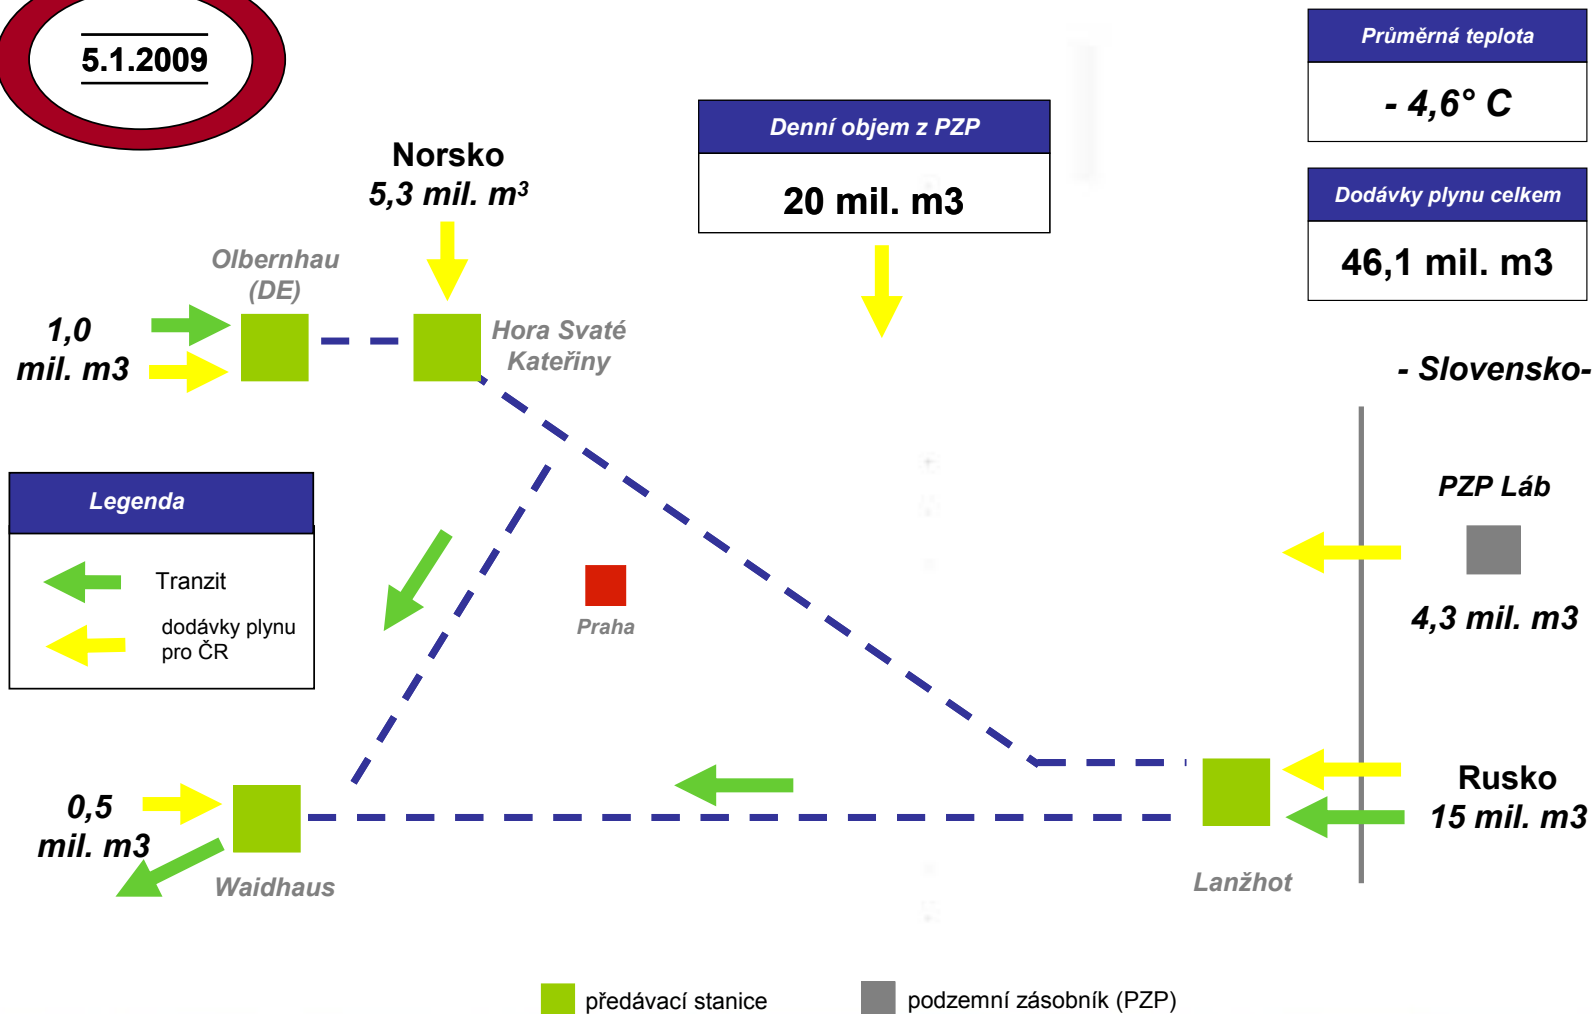 5.1.2009
Průměrná teplota
- 4,6° C
Denní objem z PZP
20 mil. m3
Norsko
5,3 mil. m³
Dodávky plynu celkem
46,1 mil. m3
Olbernhau
(DE)
1,0
mil. m3
Hora Svaté
Kateřiny
- Slovensko-
Legenda
Tranzit
dodávky plynu
pro ČR
PZP Láb
4,3 mil. m3
Praha
0,5
mil. m3
Waidhaus
Rusko
15 mil. m3
Lanžhot
předávací stanice
podzemní zásobník (PZP)